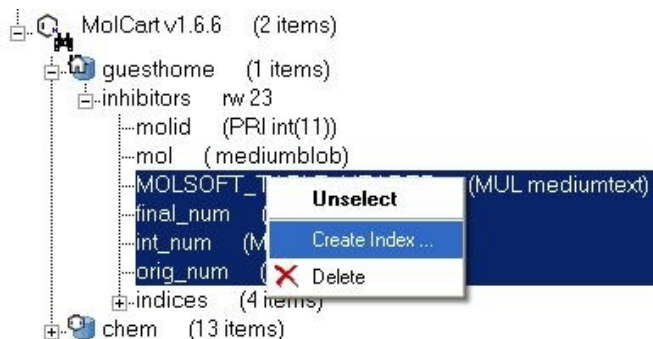 MolCart v1.6.6 (2 items)
guesthome (1 items)
inhibitors rw 23
molid (PRI int(11))
mol (mediumblob)
(MUL mediumtext)
Unselect
final_num (
Create Index ...
int_num (M
Delete
orig_num (
indices (4 items)
chem (13 items)